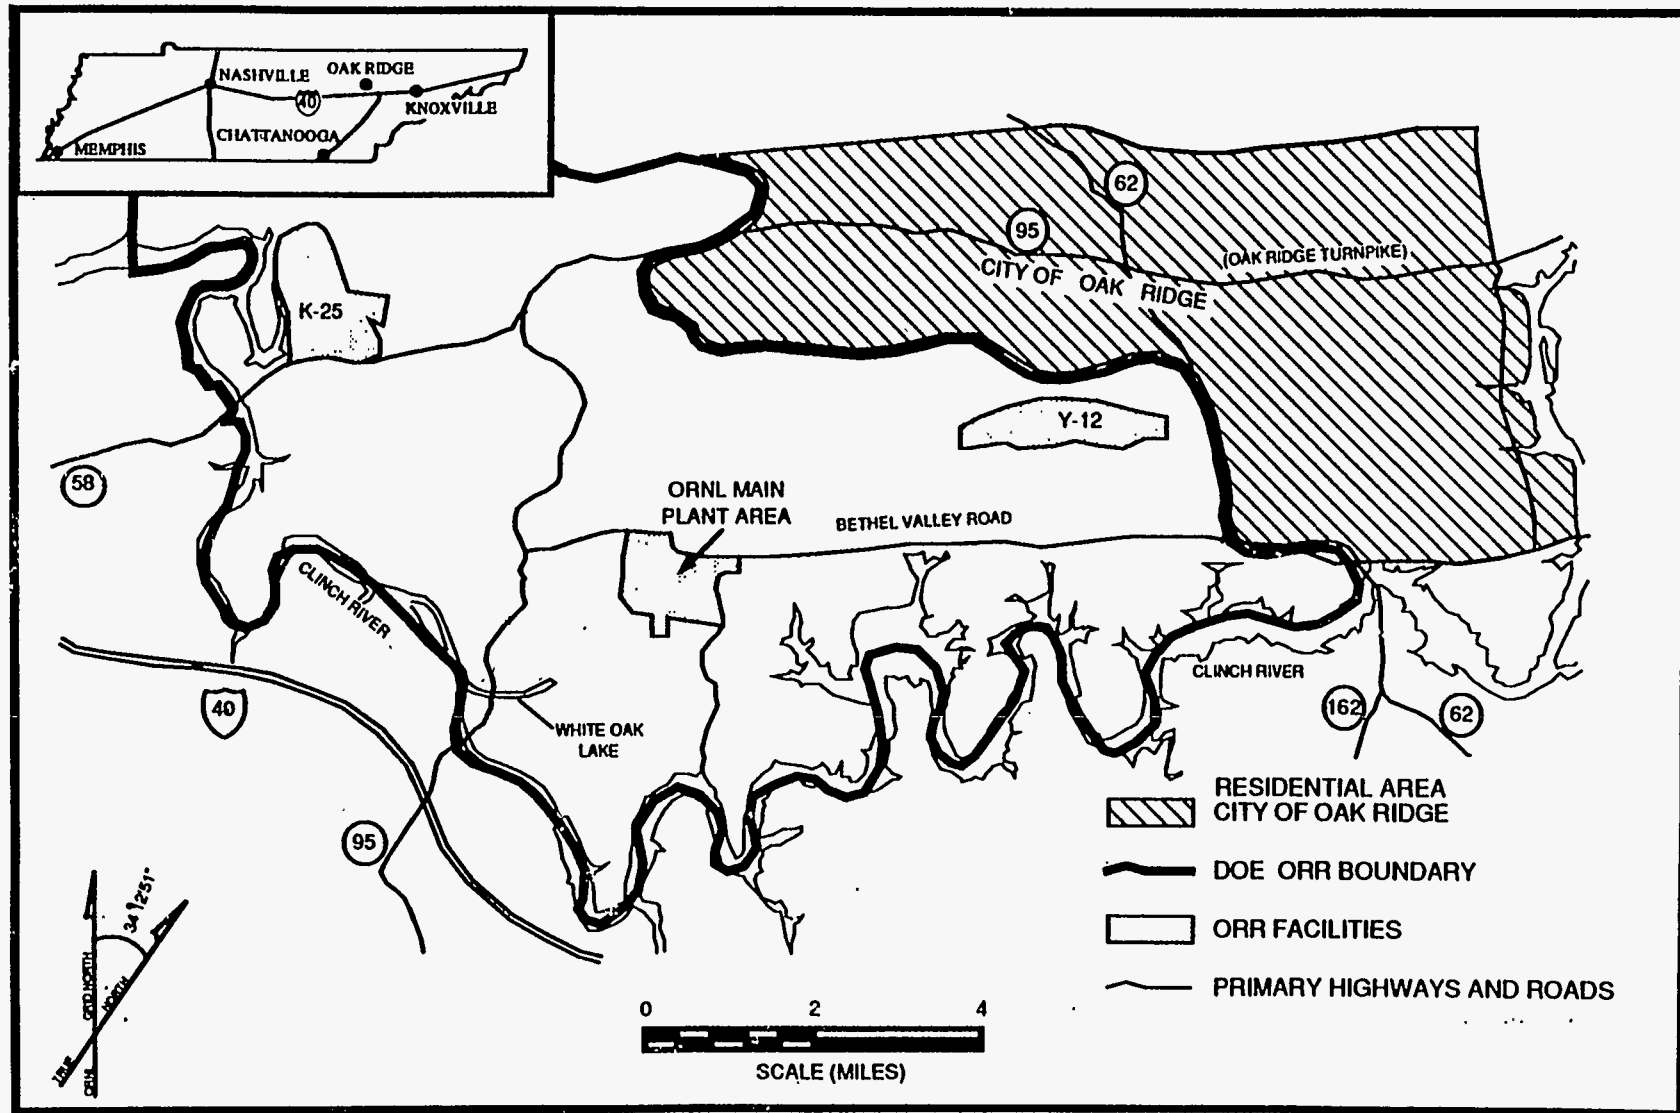 NASHVILLE
OAK RIDGE
40
KNOXVILLE
CHATTANOOGA
MEMPHIS
62
95
(OAK RIDGE TURNPIKE)
CITY OF OAK RIDGE
K-25
Y-12
58
ORNL MAIN
PLANT AREA
BETHEL VALLEY ROAD
CLINCH RIVER
CLINCH RIVER
40
162
62
WHITE OAK
LAKE
95
RESIDENTIAL AREA
CITY OF OAK RIDGE
DOE ORR BOUNDARY
ORR FACILITIES
PRIMARY HIGHWAYS AND ROADS
34°12'51"
ORNL GRID NORTH
TRUE NORTH
0 2 4
SCALE (MILES)